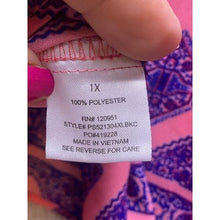 1X
100% POLYESTER
RN# 120951
STYLE# PS521304XLBKC
PO#419228
MADE IN VIETNAM
SEE REVERSE FOR CARE